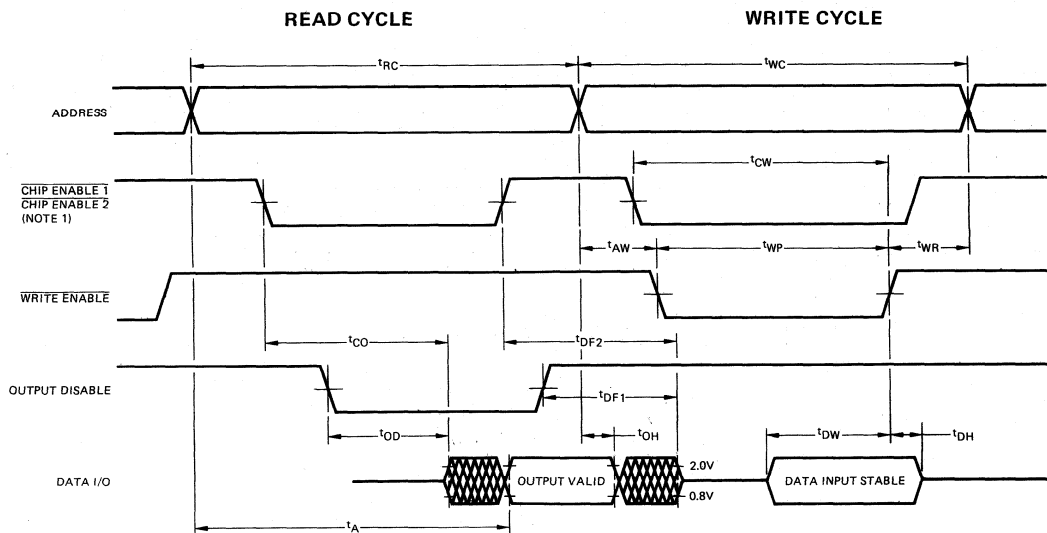 READ CYCLE WRITE CYCLE
tRC tWC
ADDRESS
tCW
CHIP ENABLE 1
CHIP ENABLE 2
(NOTE 1)
tAW tWP tWR
WRITE ENABLE
tCO tDF2
OUTPUT DISABLE
tDF1
tOD tOH tDW tDH
2.0V
DATA I/O OUTPUT VALID DATA INPUT STABLE
0.8V
tA